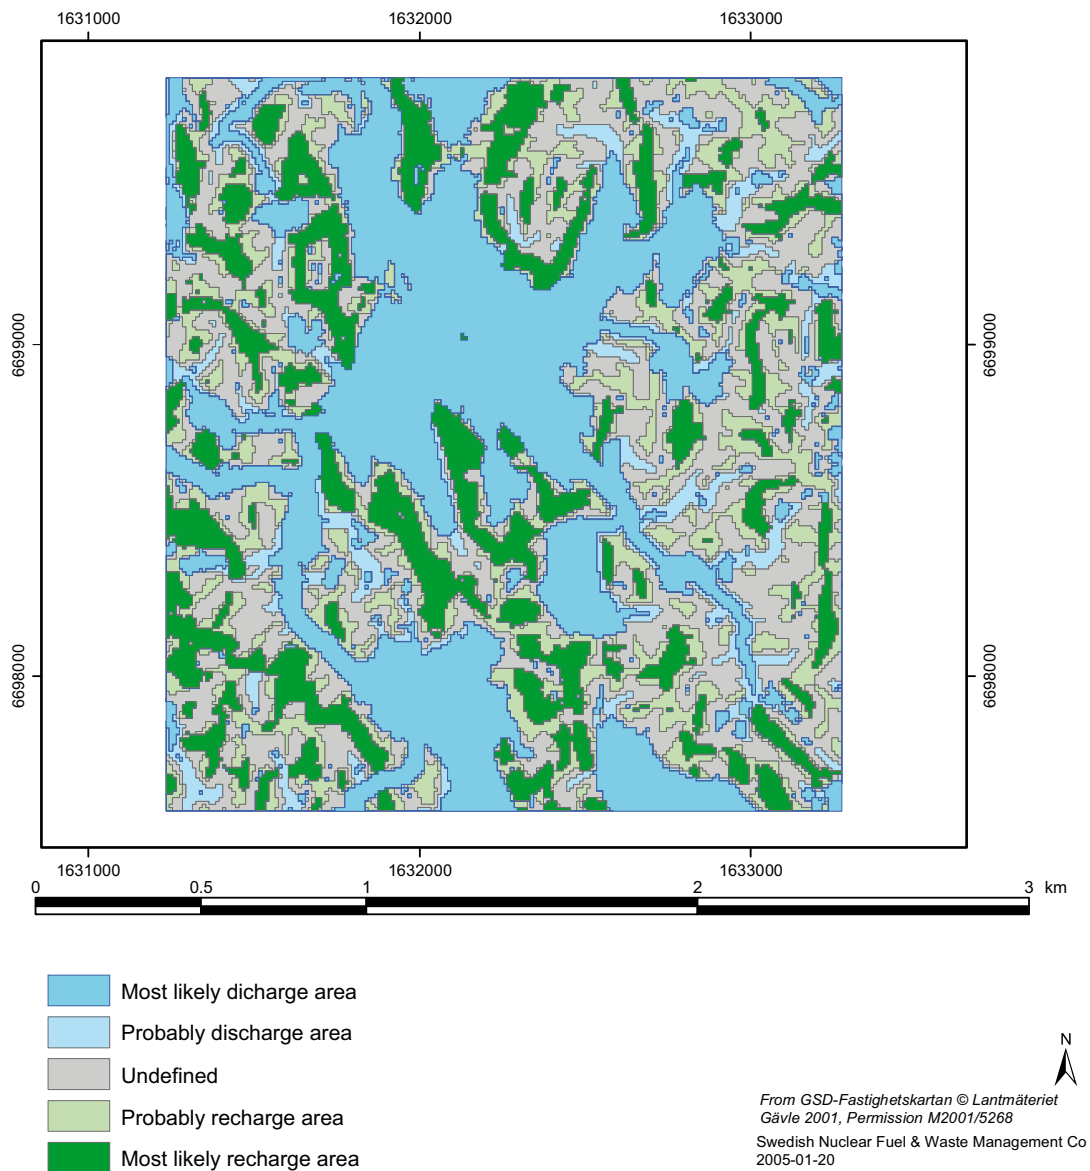 1631000 1632000 1633000
6699000 6699000
6698000 6698000
1631000 1632000 1633000
0 0.5 1 2 3 km
Most likely dicharge area
Probably discharge area
Undefined
Probably recharge area
Most likely recharge area
N
From GSD-Fastighetskartan © Lantmäteriet
Gävle 2001, Permission M2001/5268
Swedish Nuclear Fuel & Waste Management Co
2005-01-20